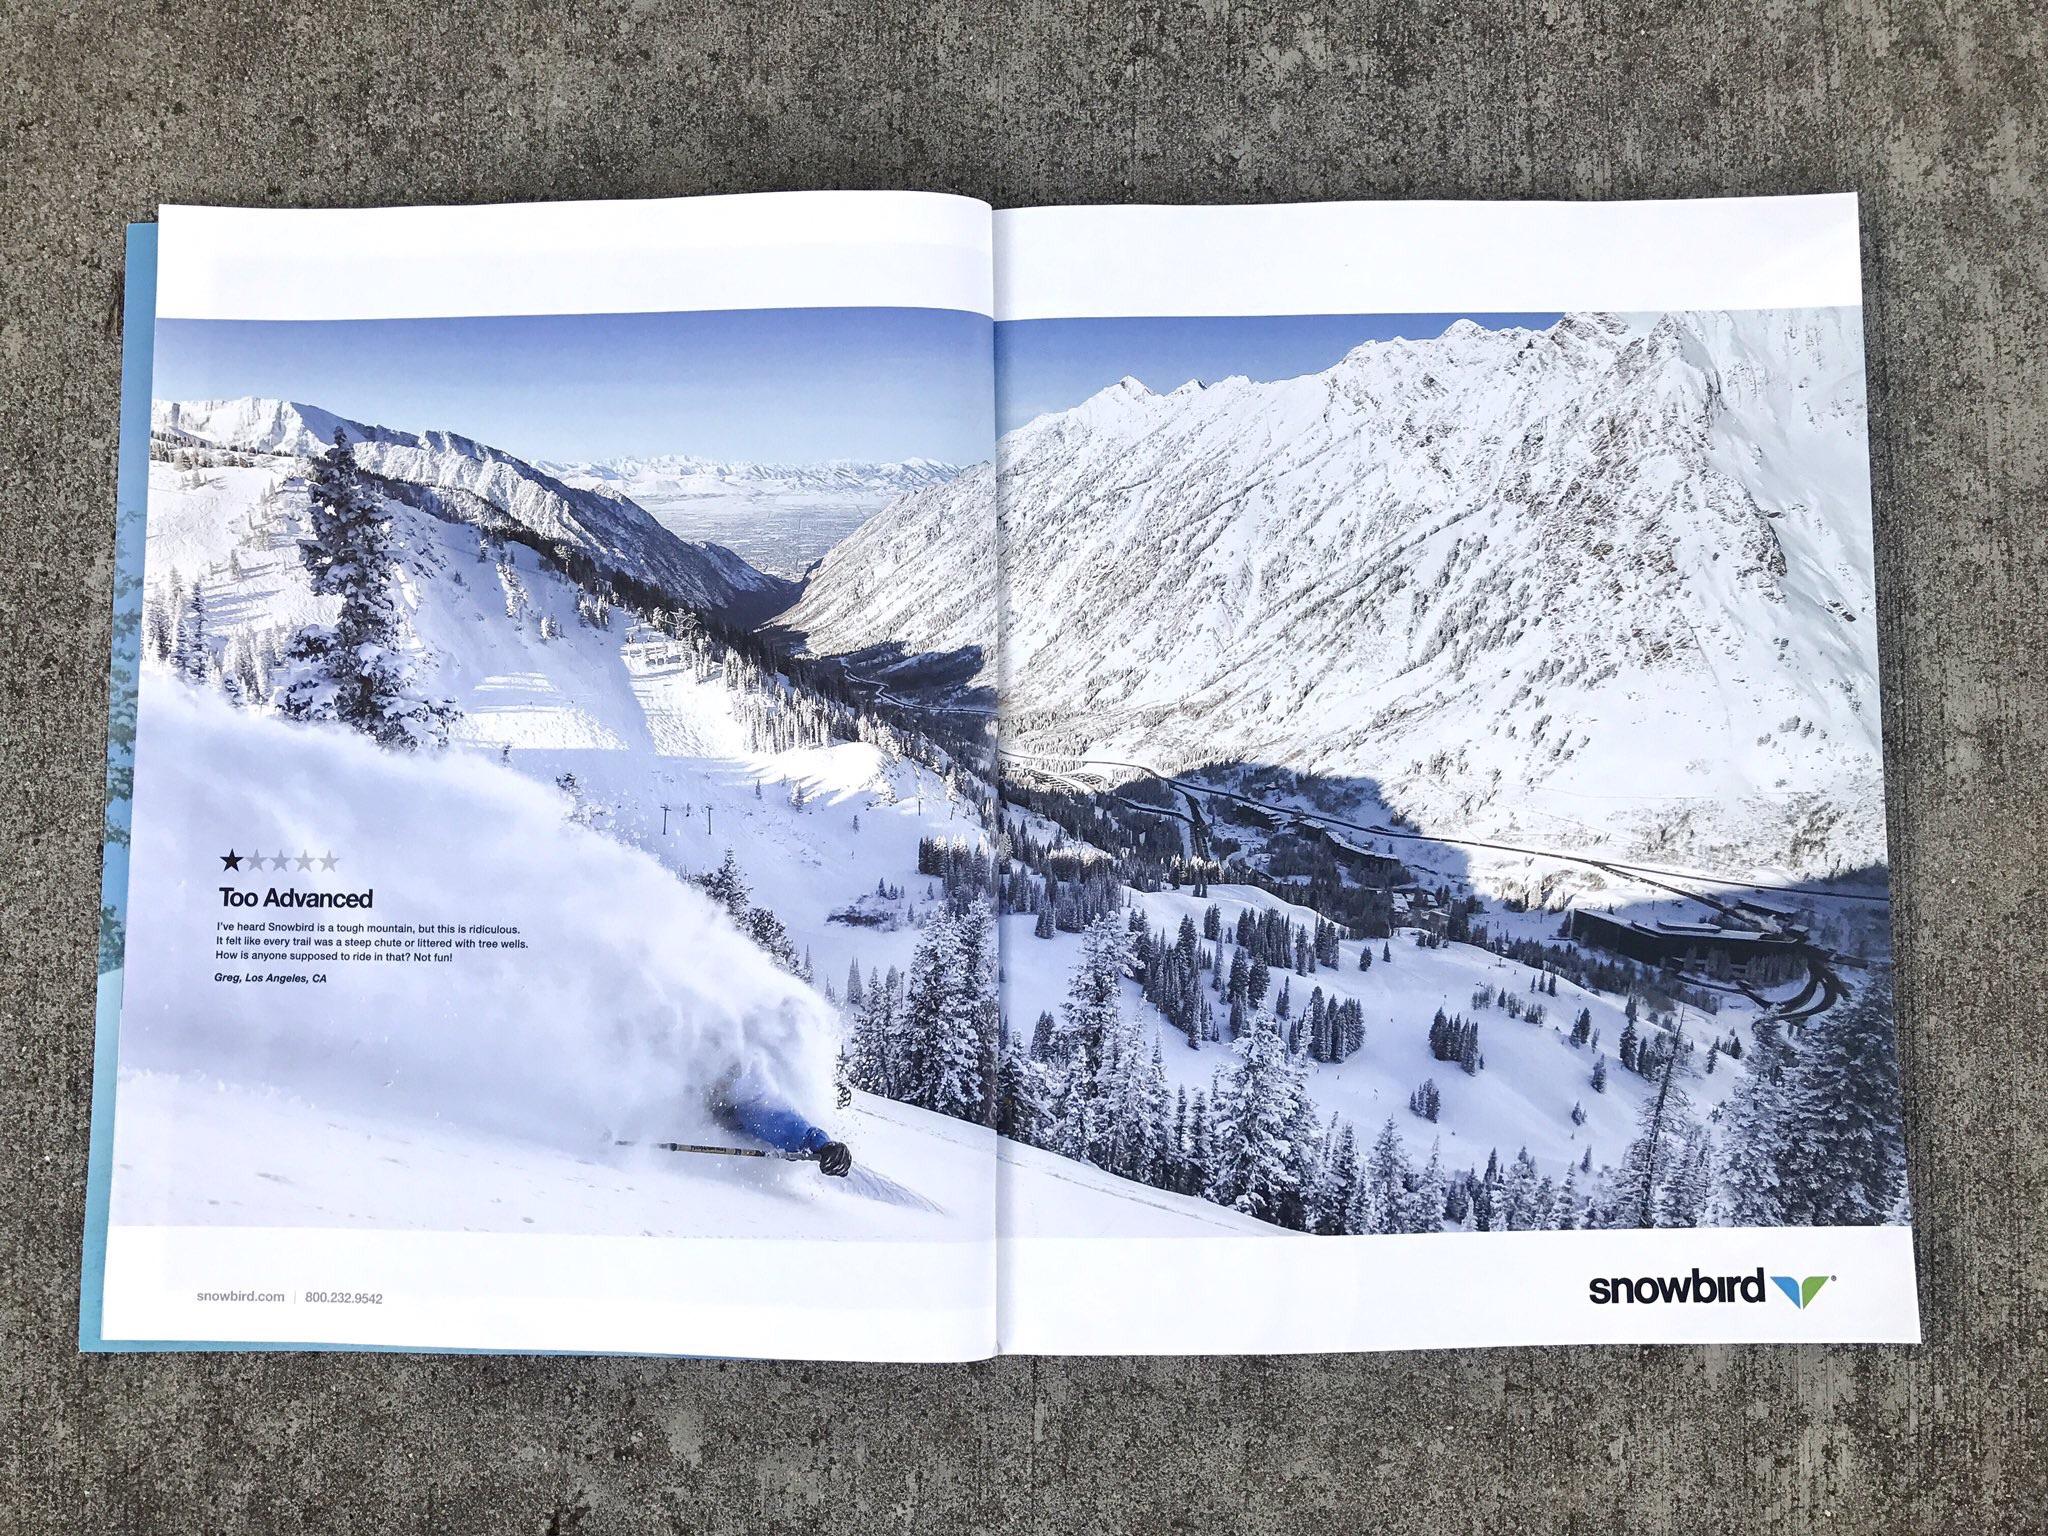 Too Advanced
I've heard Snowbird is a tough mountain, but this is ridiculous.
It felt like every trail was a steep chute or littered with tree wells.
How is anyone supposed to ride in that? Not fun!
Greg, Los Angeles, CA
snowbird.com | 800.232.9542
snowbird®